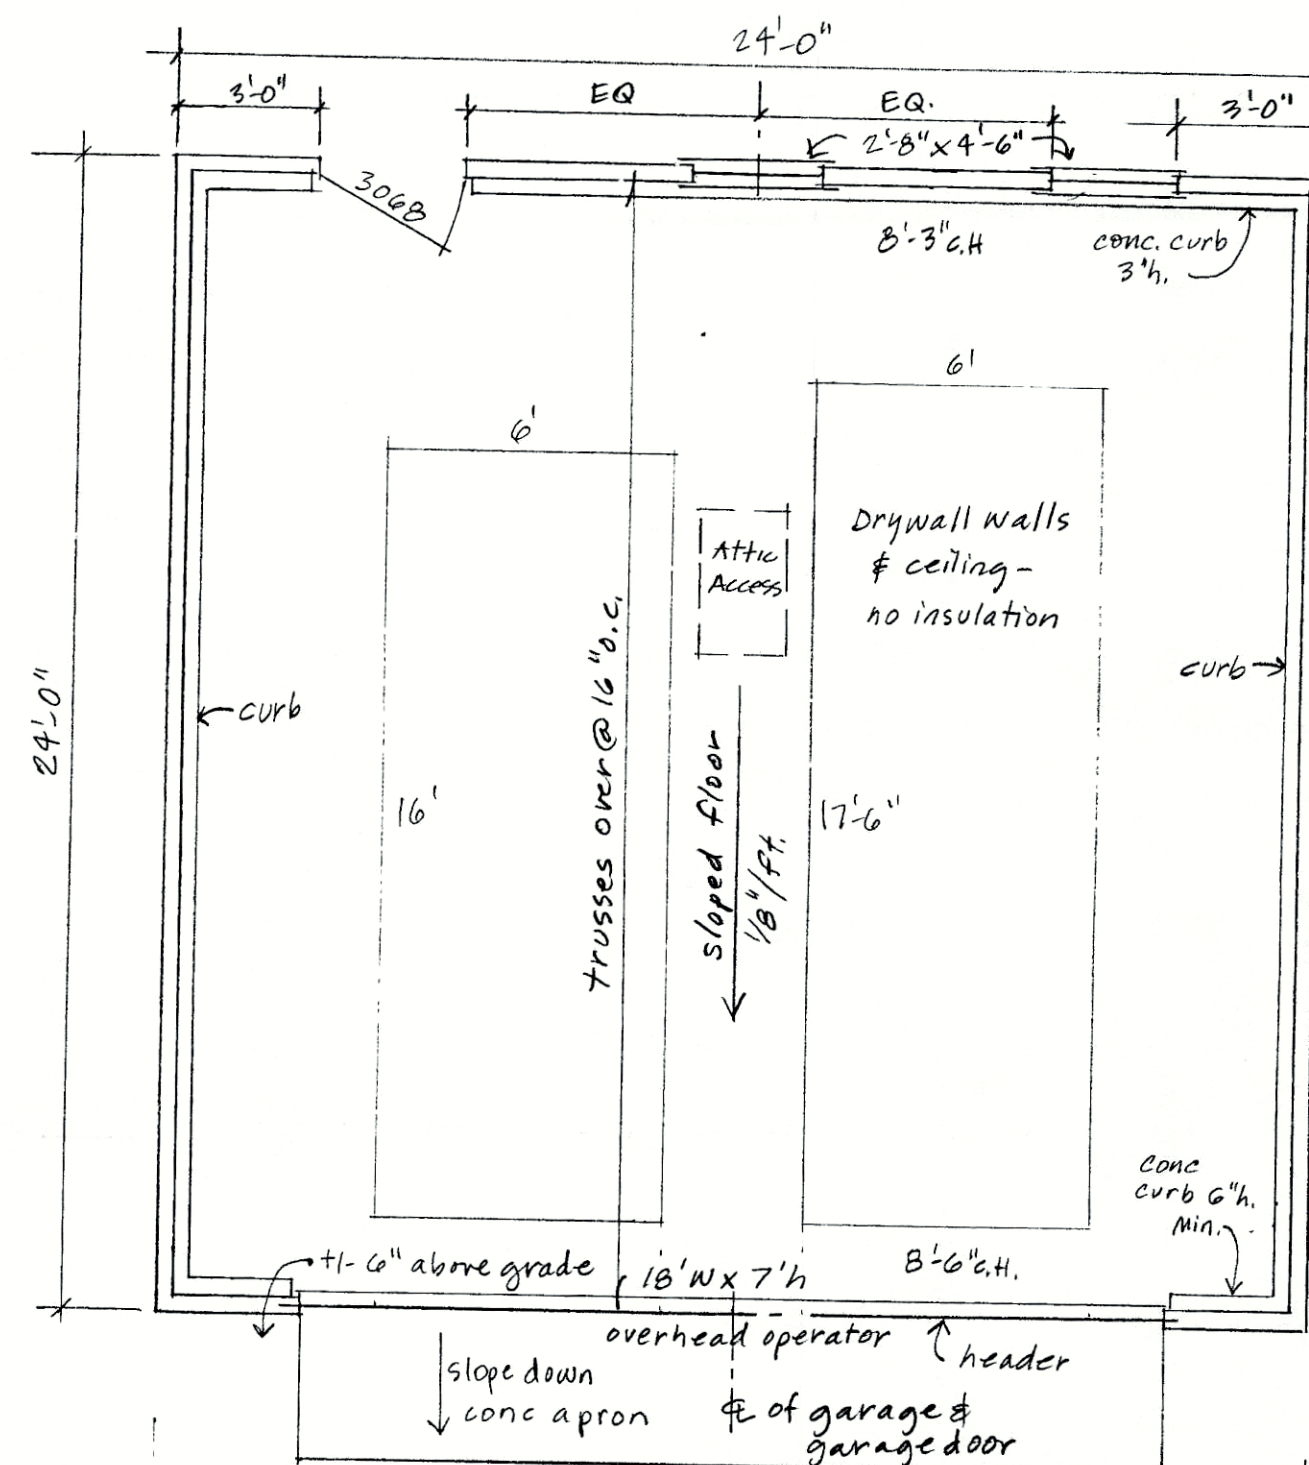 24'-0"
3'-0"
EQ
EQ.
3'-0"
2'-8" x 4'-6"
3068
8'-3" C.H
conc. curb
3"h.
6'
6'
Attic
Access
Drywall walls
& ceiling -
no insulation
trusses over @ 16" o.c.
curb
curb
24'-0"
16'
sloped floor
1/8"/ft.
17'-6"
conc
curb 6"h.
Min.
+/- 6" above grade
18'W x 7'h
8'-6" C.H.
overhead operator
header
slope down
conc apron
℄ of garage &
garage door